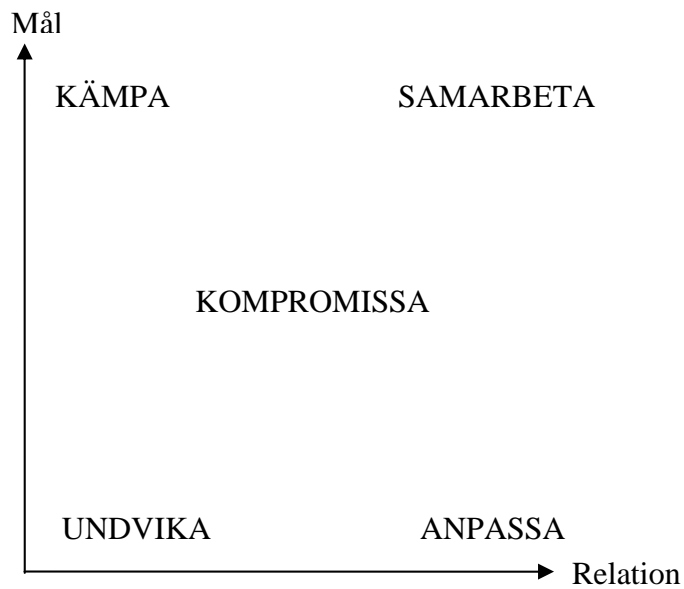 Mål
KÄMPA SAMARBETA
KOMPROMISSA
UNDVIKA ANPASSA
Relation